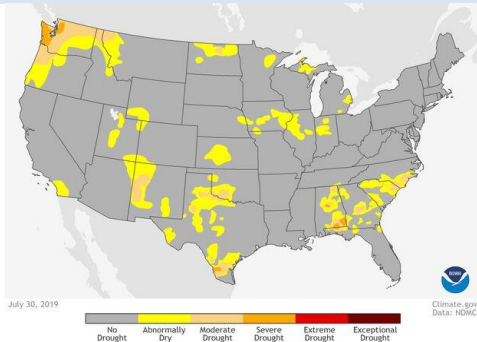 NOAA
July 30, 2019
Climate.gov
Data: NDMC
No Drought
Abnormally Dry
Moderate Drought
Severe Drought
Extreme Drought
Exceptional Drought